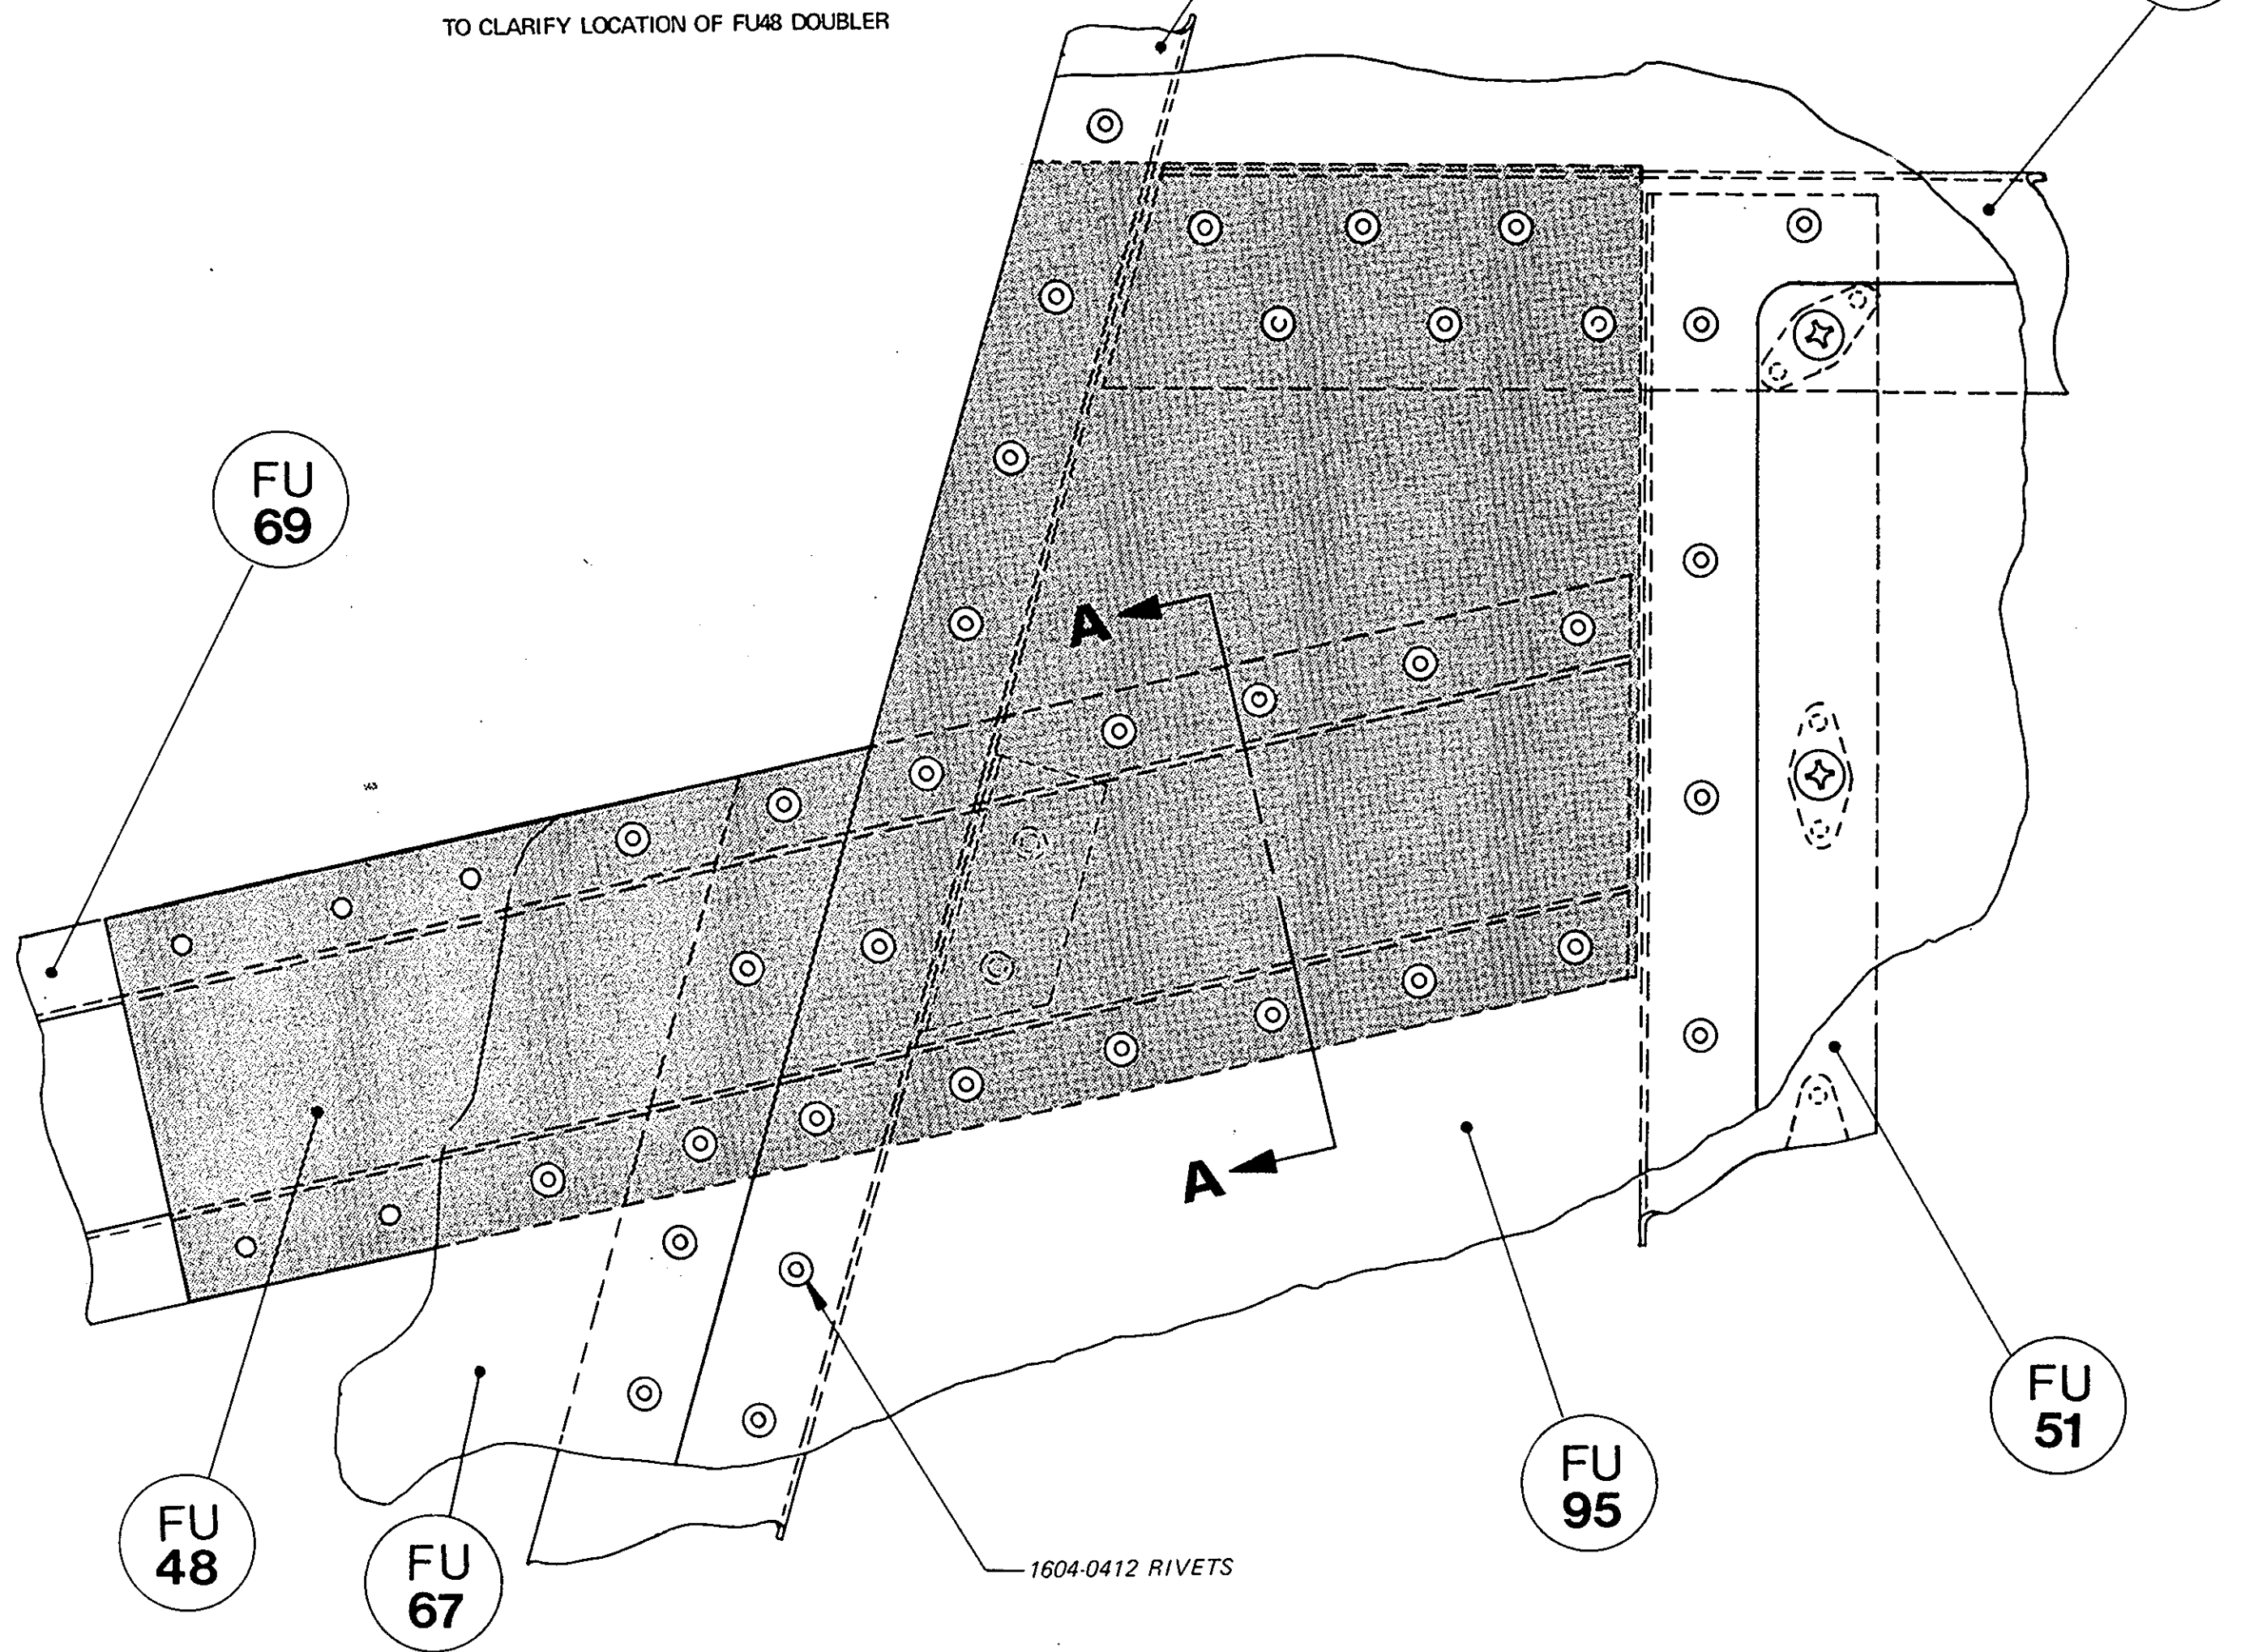 TO CLARIFY LOCATION OF FU48 DOUBLER
FU
69
A
A
FU
51
FU
95
FU
48
FU
67
1604-0412 RIVETS